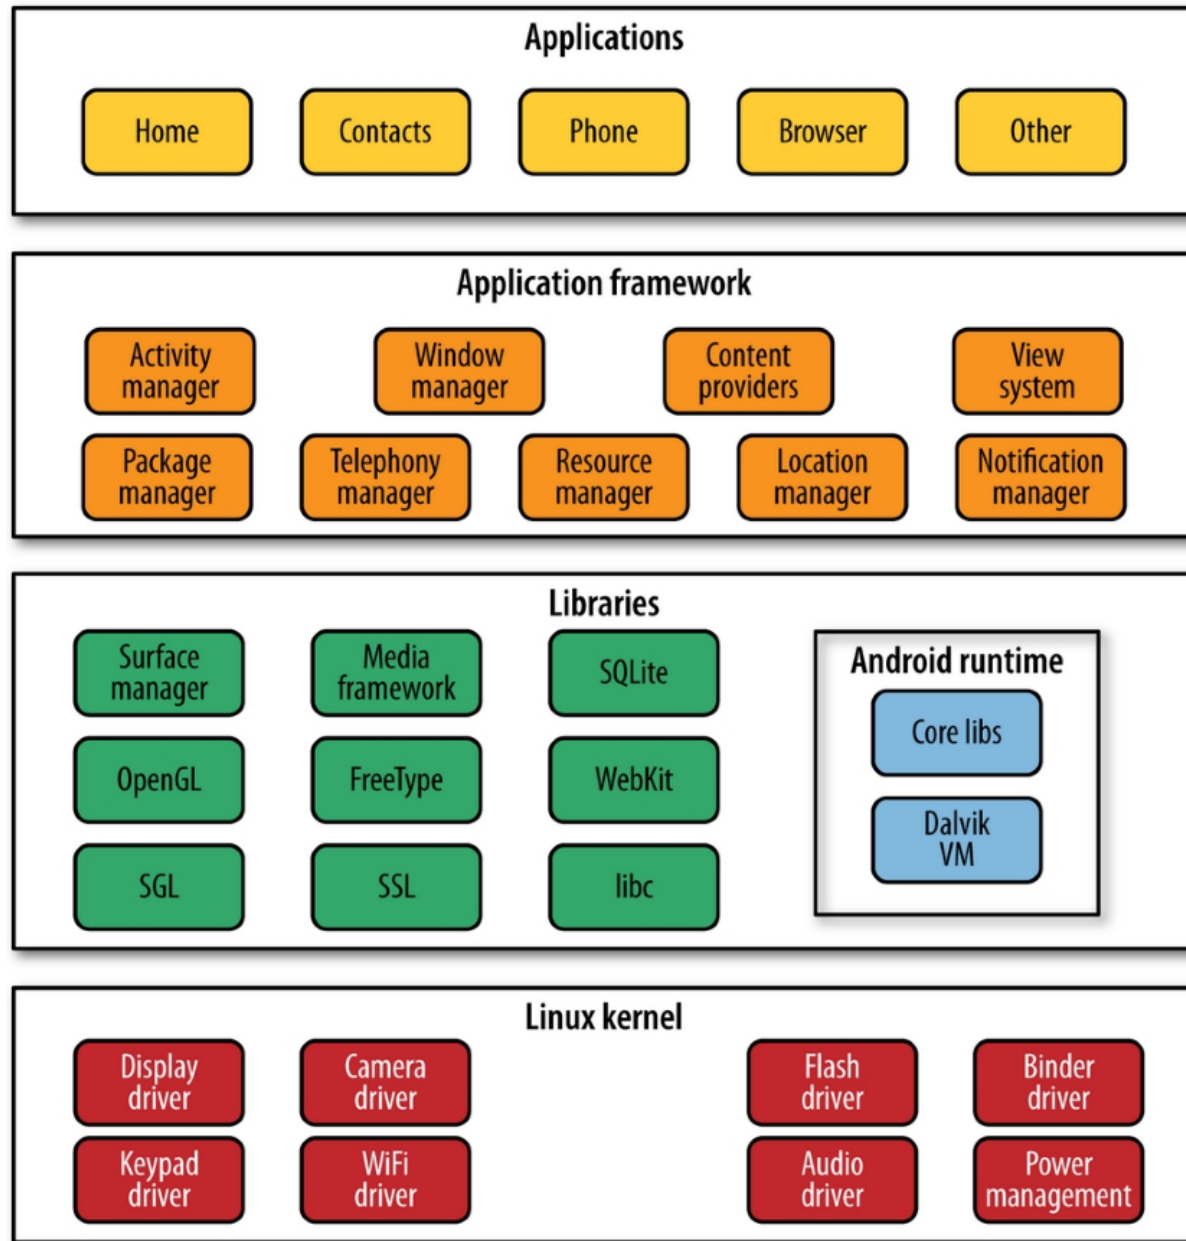 Applications
Home
Contacts
Phone
Browser
Other
Application framework
Activity
manager
Window
manager
Content
providers
View
system
Package
manager
Telephony
manager
Resource
manager
Location
manager
Notification
manager
Libraries
Surface
manager
Media
framework
SQLite
OpenGL
FreeType
WebKit
SGL
SSL
libc
Android runtime
Core libs
Dalvik
VM
Linux kernel
Display
driver
Camera
driver
Flash
driver
Binder
driver
Keypad
driver
WiFi
driver
Audio
driver
Power
management